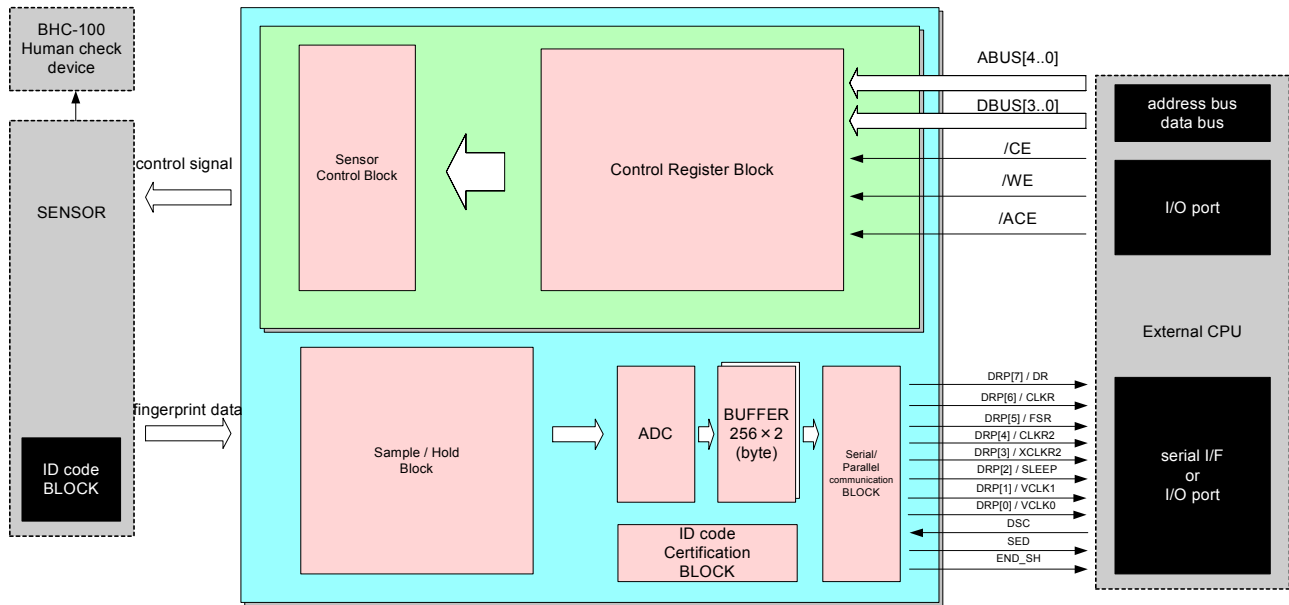 BHC-100
Human check
device
SENSOR
ID code
BLOCK
control signal
fingerprint data
Sensor
Control Block
Control Register Block
Sample / Hold
Block
ADC
BUFFER
256×2
(byte)
Serial/
Parallel
communication
BLOCK
ID code
Certification
BLOCK
ABUS[4..0]
DBUS[3..0]
/CE
/WE
/ACE
DRP[7] / DR
DRP[6] / CLKR
DRP[5] / FSR
DRP[4] / CLKR2
DRP[3] / XCLKR2
DRP[2] / SLEEP
DRP[1] / VCLK1
DRP[0] / VCLK0
DSC
SED
END_SH
address bus
data bus
I/O port
External CPU
serial I/F
or
I/O port